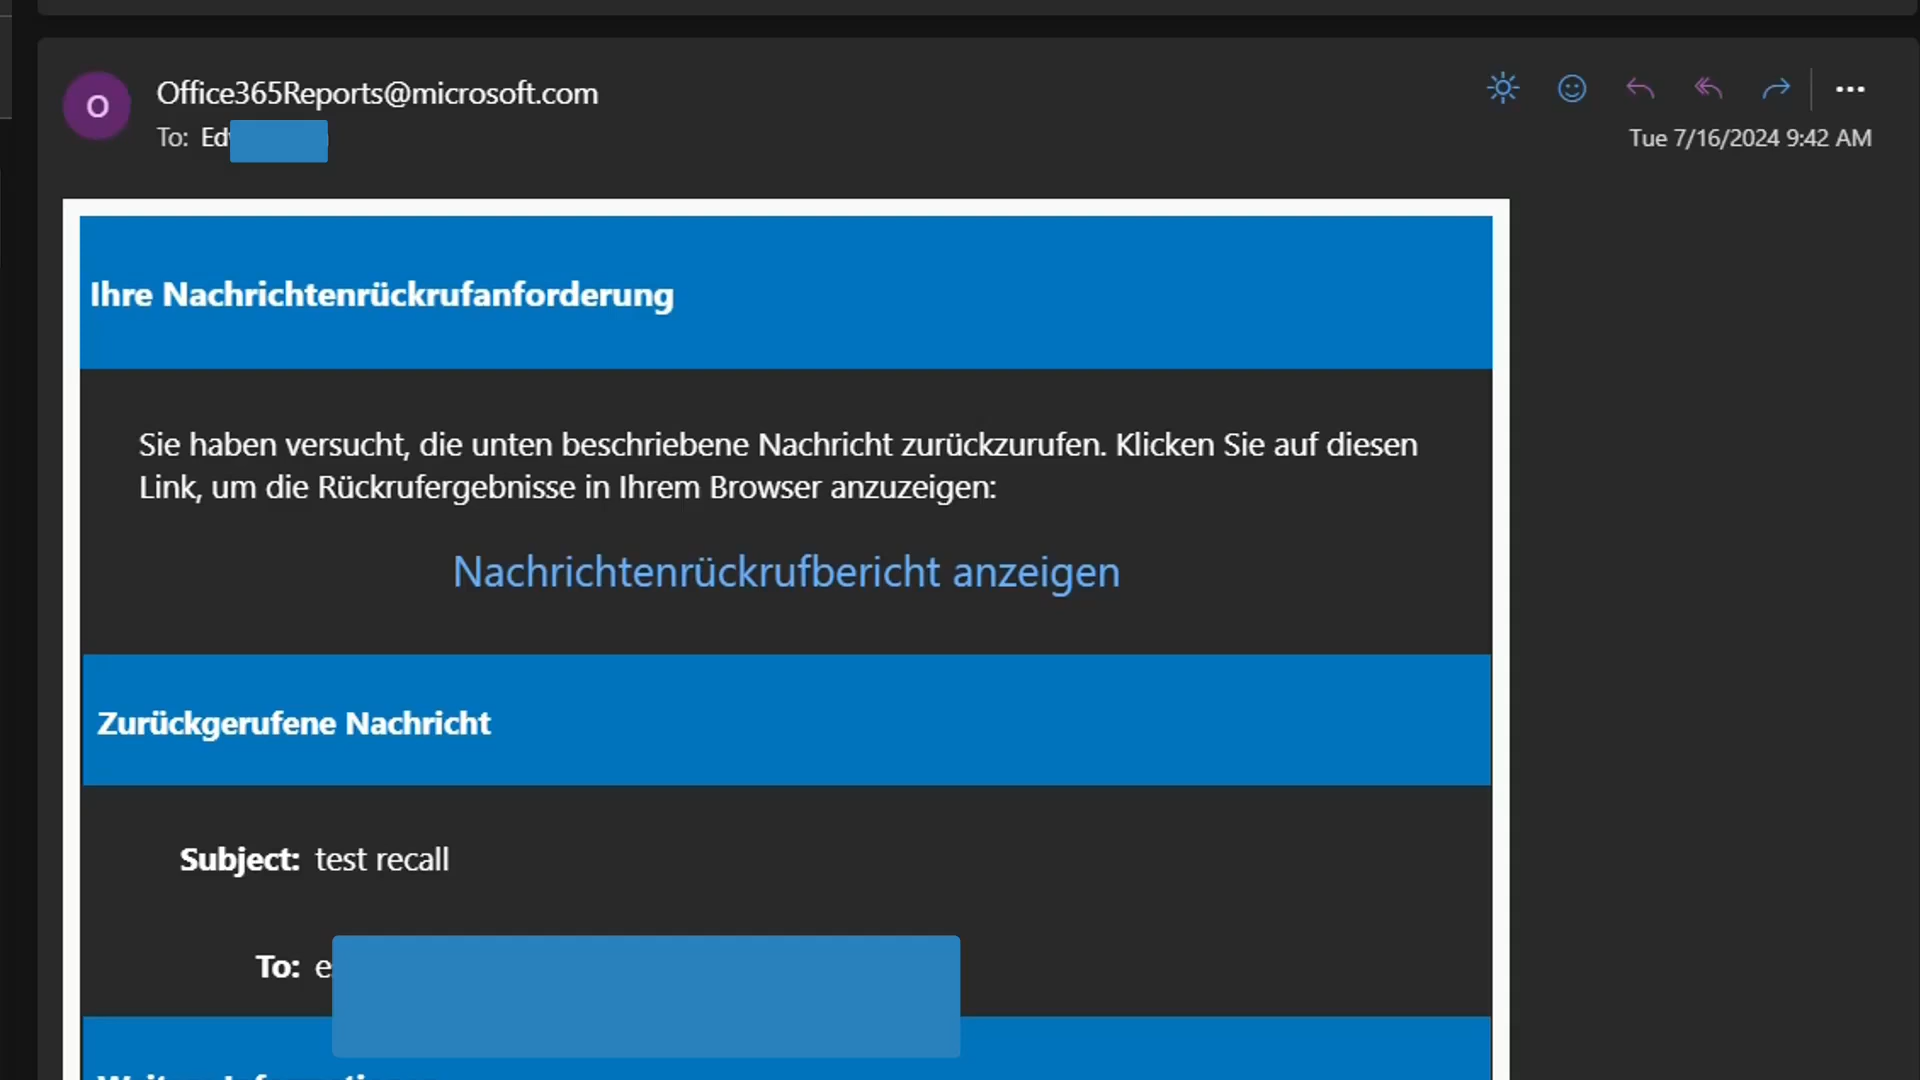 O
Office365Reports@microsoft.com
To: Ed
Tue 7/16/2024 9:42 AM
Ihre Nachrichtenrückrufanforderung
Sie haben versucht, die unten beschriebene Nachricht zurückzurufen. Klicken Sie auf diesen
Link, um die Rückrufergebnisse in Ihrem Browser anzuzeigen:
Nachrichtenrückrufbericht anzeigen
Zurückgerufene Nachricht
Subject: test recall
To: e